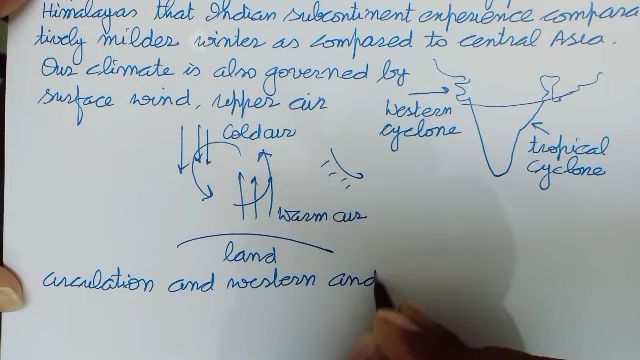 Himalayas that Indian subcontinent experience compara
tively milder winter as compared to central Asia.
Our climate is also governed by
surface wind, upper air
Western
cyclone
tropical
cyclone
Cold air
Warm air
land
circulation and western and